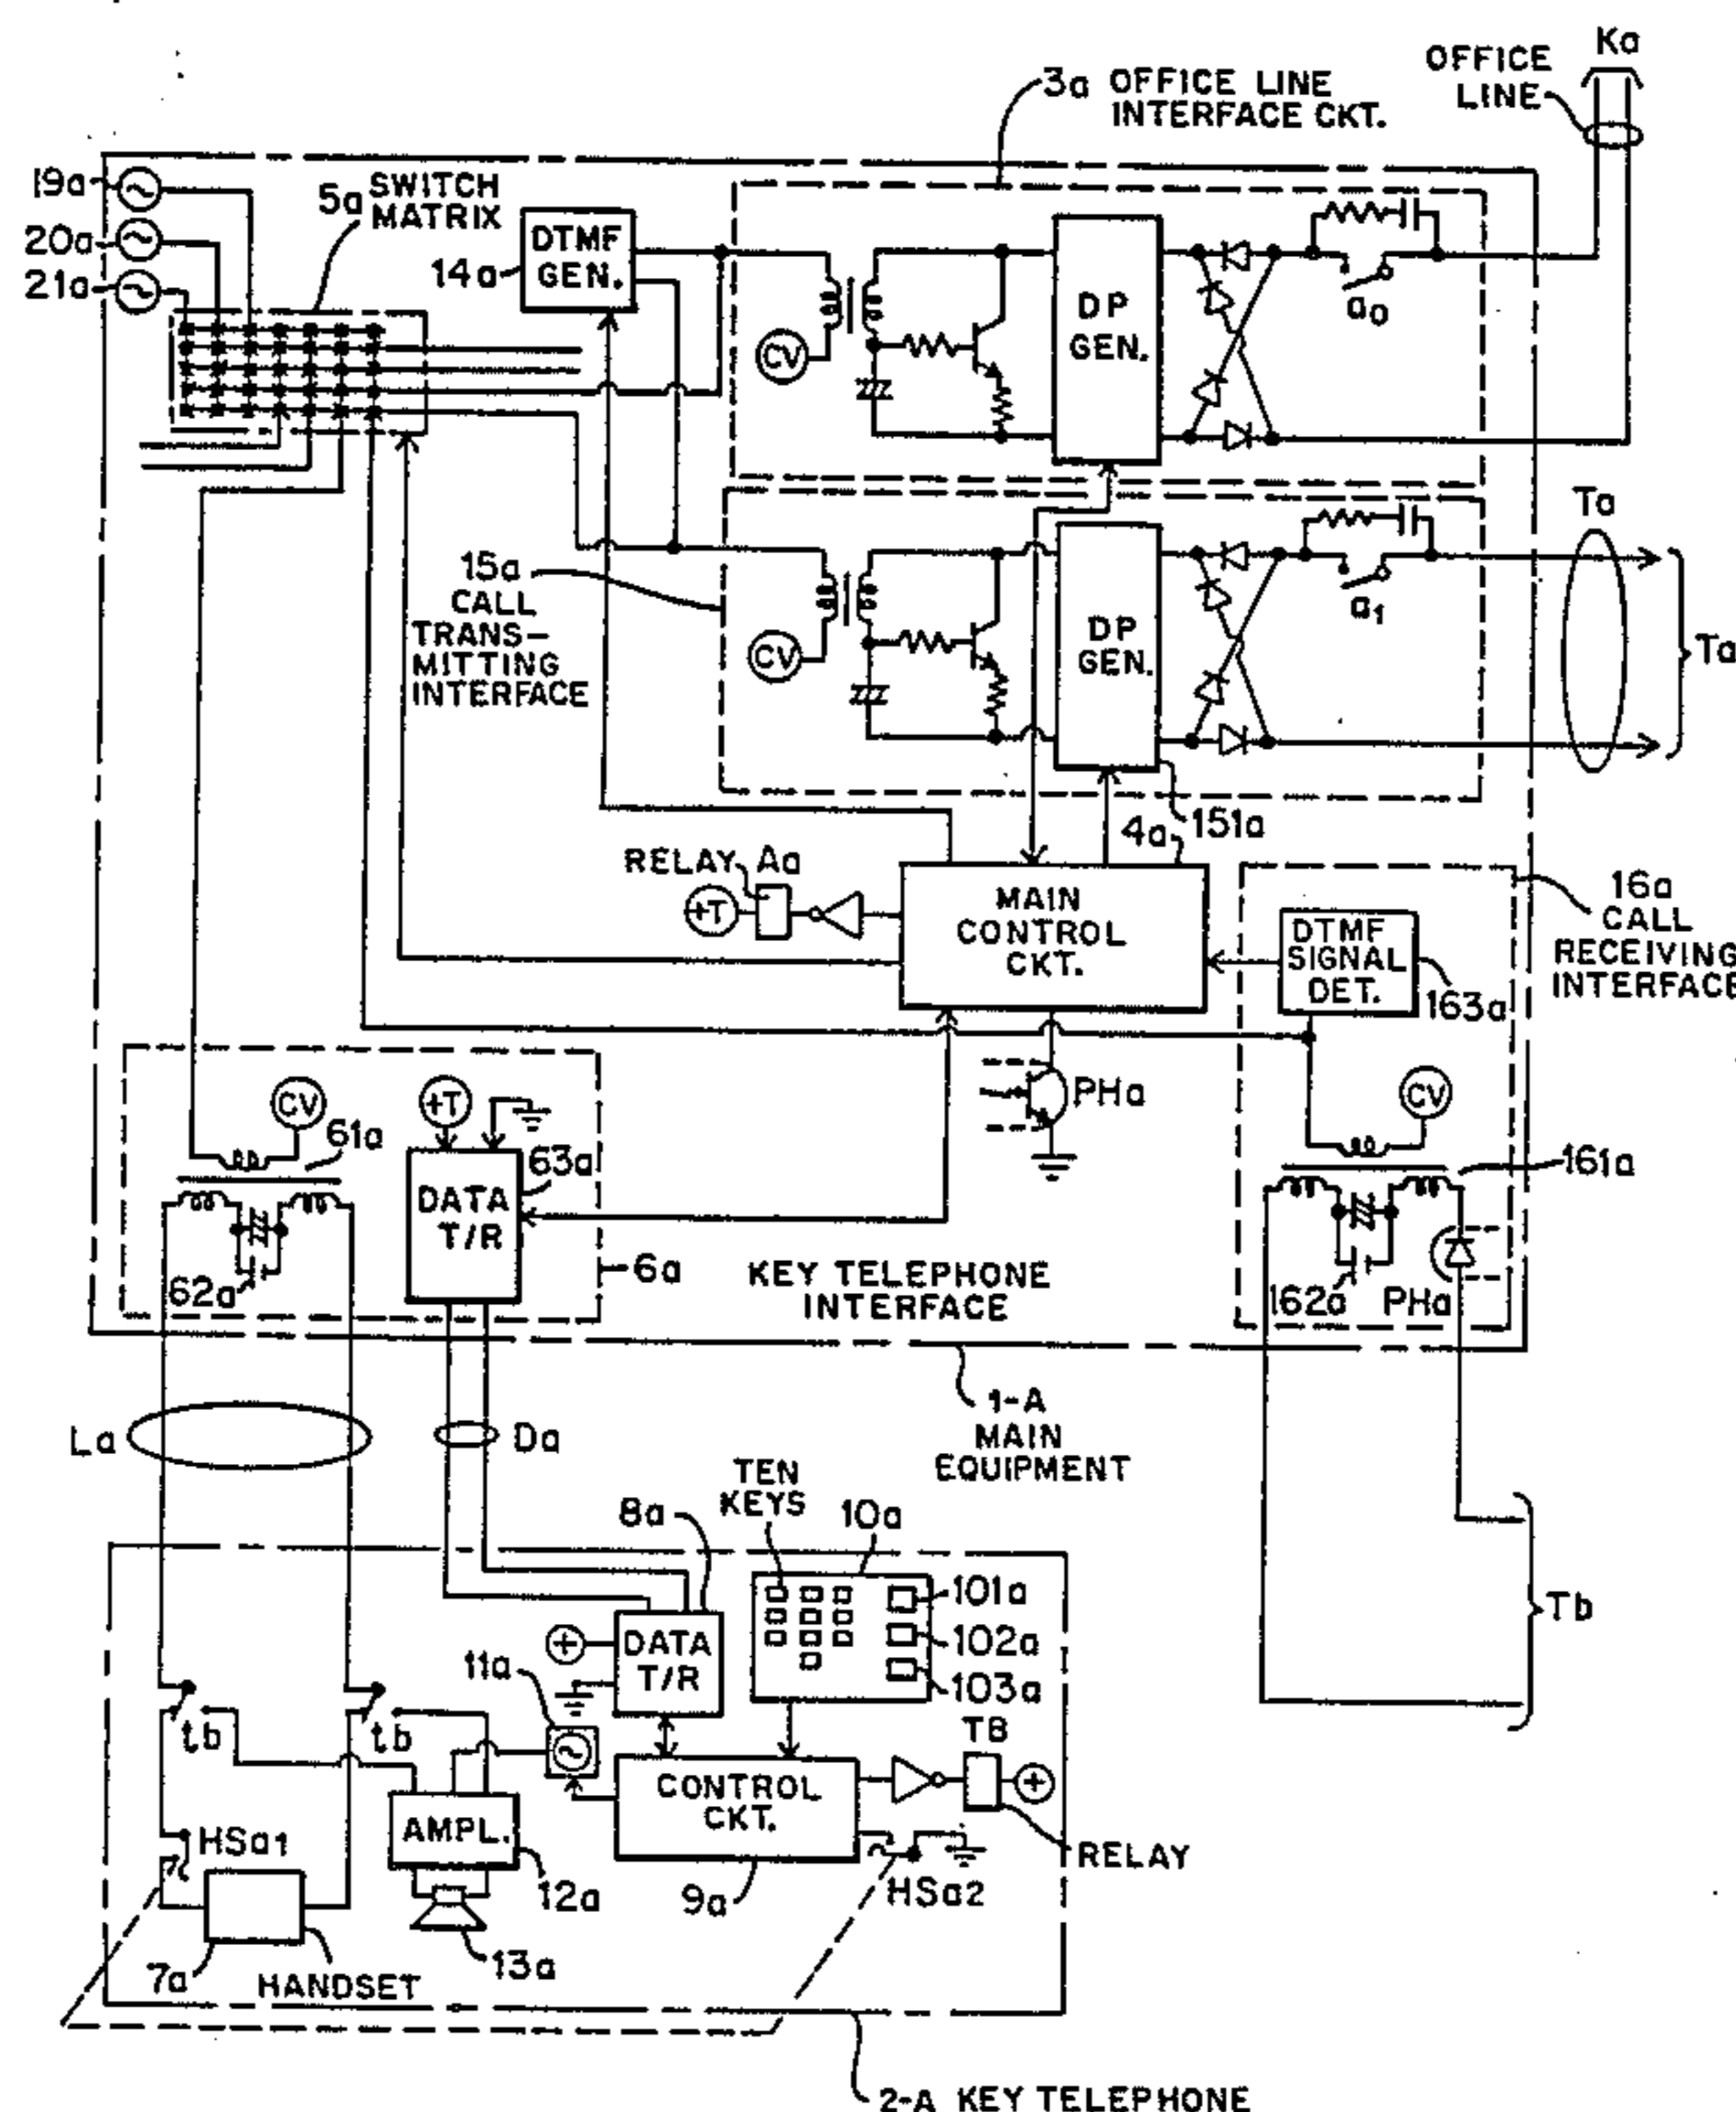 Ka
OFFICE
LINE
3a OFFICE LINE
INTERFACE CKT.
19a
20a
21a
5a SWITCH
MATRIX
DTMF
GEN.
14a
CV
DP
GEN.
a0
Ta
15a
CALL
TRANS-
MITTING
INTERFACE
CV
DP
GEN.
a1
Ta
151a
4a
RELAY Aa
+T
MAIN
CONTROL
CKT.
DTMF
SIGNAL
DET.
163a
16a
CALL
RECEIVING
INTERFACE
PHa
CV
61a
+T
63a
DATA
T/R
62a
6a
KEY TELEPHONE
INTERFACE
CV
161a
162a
PHa
1-A
MAIN
EQUIPMENT
La
Da
TEN
KEYS
8a
10a
101a
102a
103a
Tb
+
DATA
T/R
11a
tb
tb
TB
+
CONTROL
CKT.
AMPL.
HSa1
12a
9a
HSa2
RELAY
13a
7a
HANDSET
2-A KEY TELEPHONE